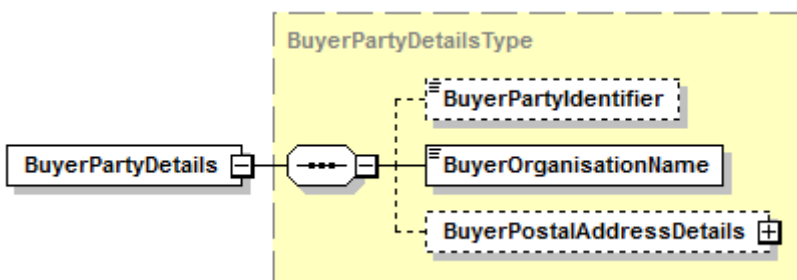 BuyerPartyDetailsType
BuyerPartyIdentifier
BuyerPartyDetails
BuyerOrganisationName
BuyerPostalAddressDetails